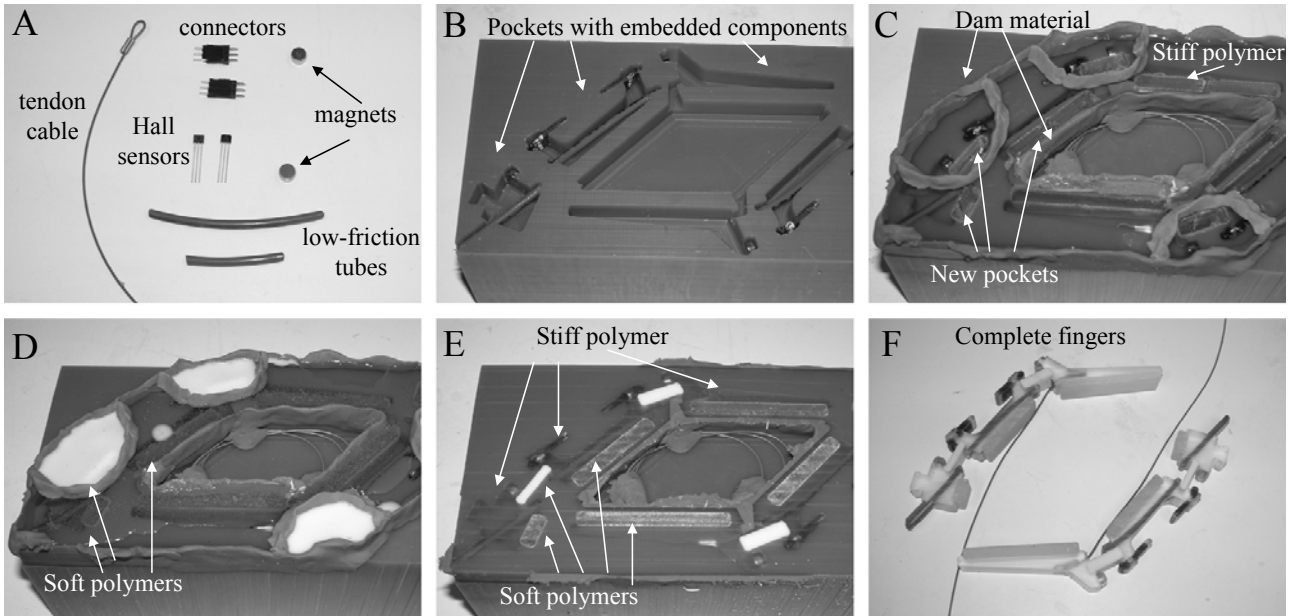 A
connectors
tendon
cable
magnets
Hall
sensors
low-friction
tubes
B
Pockets with embedded components
C
Dam material
Stiff polymer
New pockets
D
Soft polymers
E
Stiff polymer
Soft polymers
F
Complete fingers